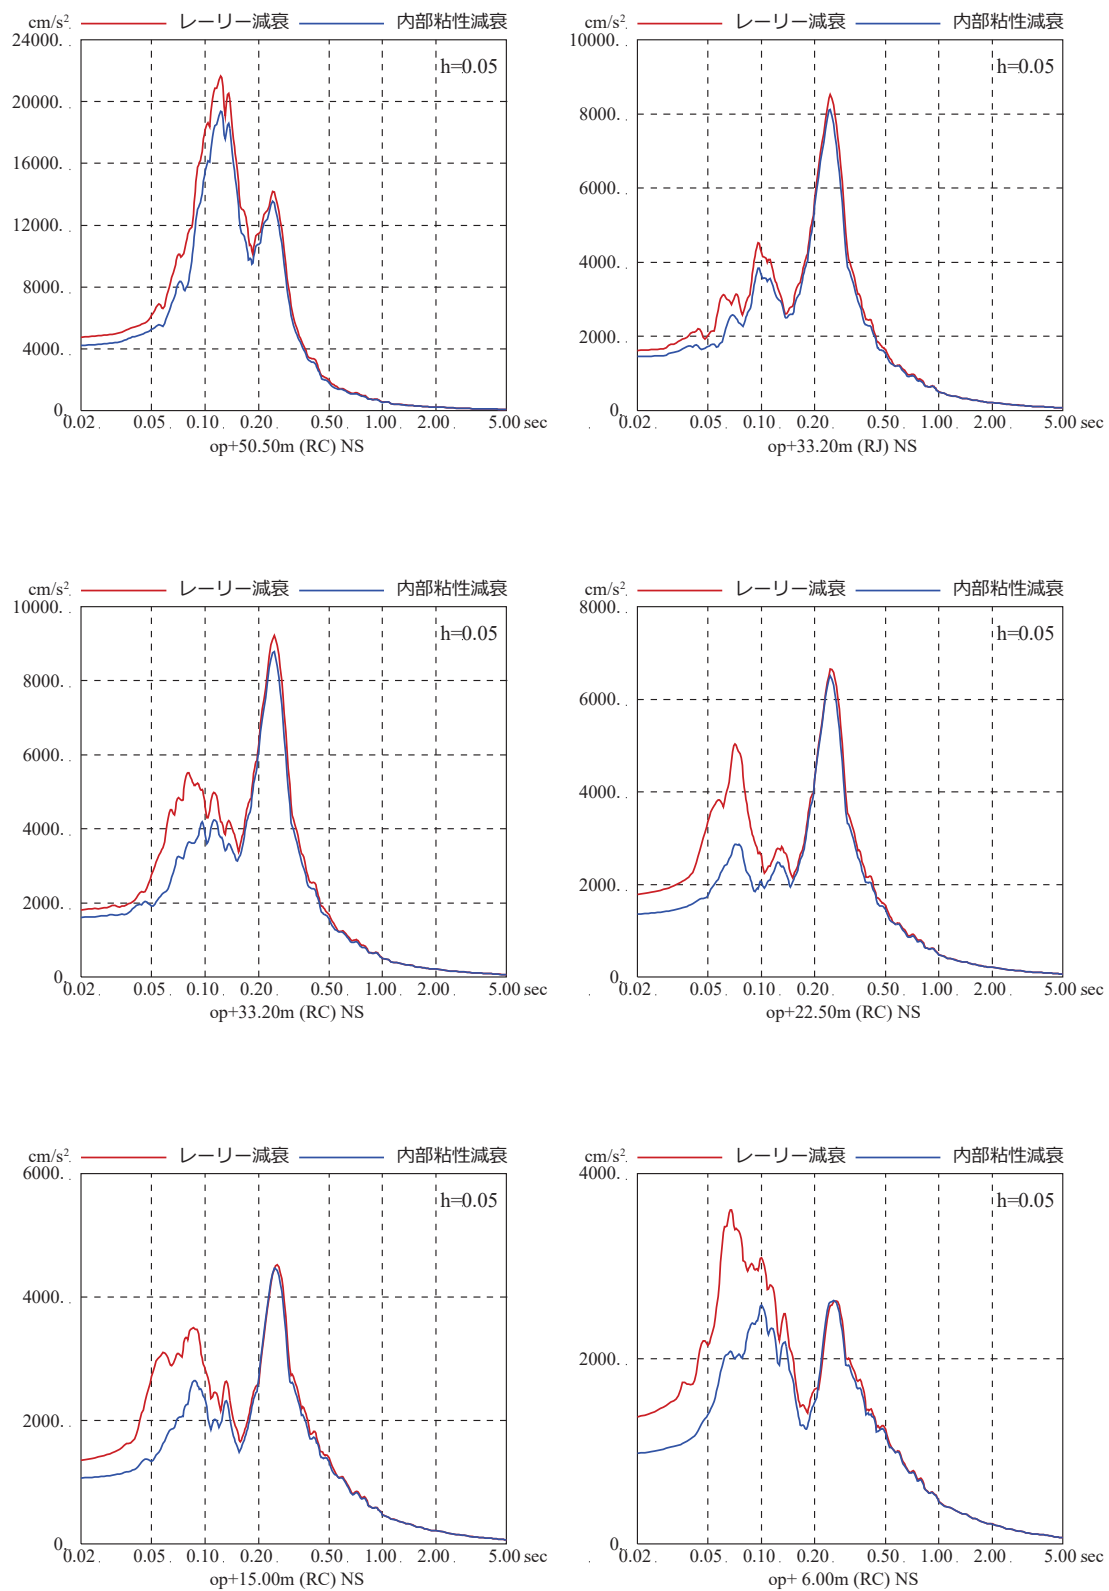 cm/s². レーリー減衰 内部粘性減衰
24000.
h=0.05
20000.
16000.
12000.
8000.
4000.
0.
0.02 0.05 0.10 0.20 0.50 1.00 2.00 5.00 sec
op+50.50m (RC) NS
cm/s². レーリー減衰 内部粘性減衰
10000.
h=0.05
8000.
6000.
4000.
2000.
0.
0.02 0.05 0.10 0.20 0.50 1.00 2.00 5.00 sec
op+33.20m (RJ) NS
cm/s². レーリー減衰 内部粘性減衰
10000.
h=0.05
8000.
6000.
4000.
2000.
0.
0.02 0.05 0.10 0.20 0.50 1.00 2.00 5.00 sec
op+33.20m (RC) NS
cm/s². レーリー減衰 内部粘性減衰
8000.
h=0.05
6000.
4000.
2000.
0.
0.02 0.05 0.10 0.20 0.50 1.00 2.00 5.00 sec
op+22.50m (RC) NS
cm/s². レーリー減衰 内部粘性減衰
6000.
h=0.05
4000.
2000.
0.
0.02 0.05 0.10 0.20 0.50 1.00 2.00 5.00 sec
op+15.00m (RC) NS
cm/s². レーリー減衰 内部粘性減衰
4000.
h=0.05
2000.
0.
0.02 0.05 0.10 0.20 0.50 1.00 2.00 5.00 sec
op+ 6.00m (RC) NS